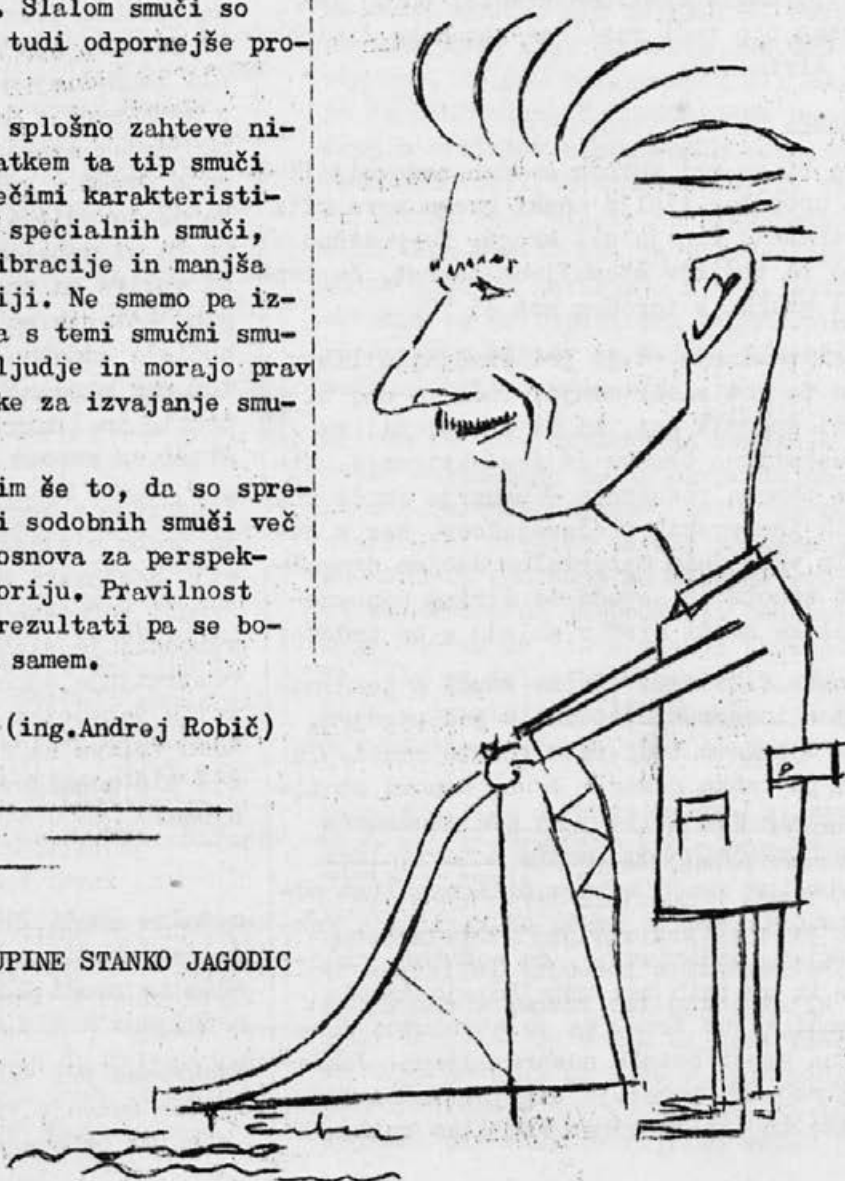 . Slalom smuči so
tudi odpornejše pro-
splošno zahteve ni-
atkem ta tip smuči
ečimi karakteristi-
specialnih smuči,
ibracije in manjša
iji. Ne smemo pa iz-
a s temi smučmi smu-
ljudje in morajo prav
ke za izvajanje smu-
im še to, da so spre-
i sodobnih smuči več
osnova za perspek-
oriju. Pravilnost
rezultati pa se bo-
samem.
(ing.Andrej Robič)
UPINE STANKO JAGODIC
P